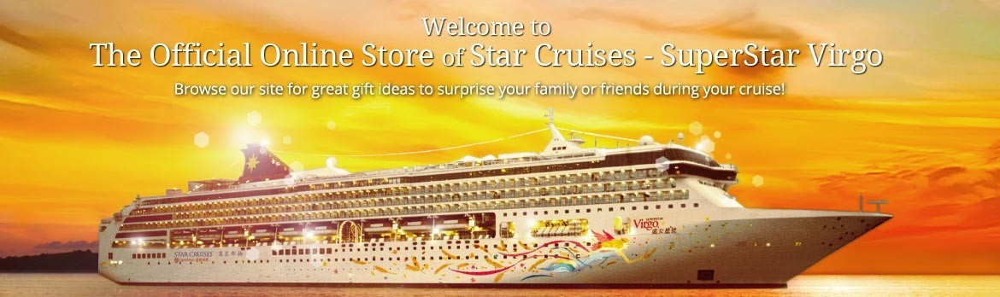 Welcome to
The Official Online Store of Star Cruises - SuperStar Virgo
Browse our site for great gift ideas to surprise your family or friends during your cruise!
SUPERSTAR
Virgo
處女星號
STAR CRUISES 麗星郵輪